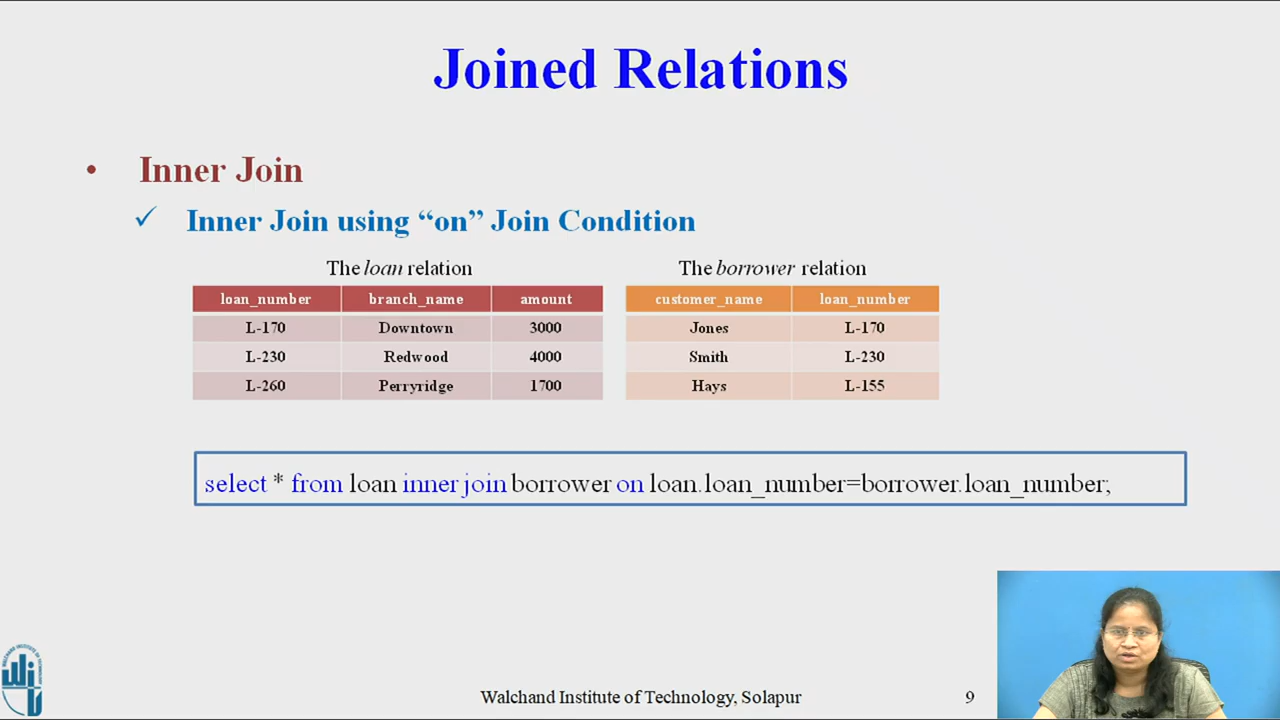 Joined Relations
• Inner Join
✓ Inner Join using “on” Join Condition
The loan relation
loan_number branch_name amount
L-170 Downtown 3000
L-230 Redwood 4000
L-260 Perryridge 1700
The borrower relation
customer_name loan_number
Jones L-170
Smith L-230
Hays L-155
select * from loan inner join borrower on loan.loan_number=borrower.loan_number;
Walchand Institute of Technology, Solapur
9